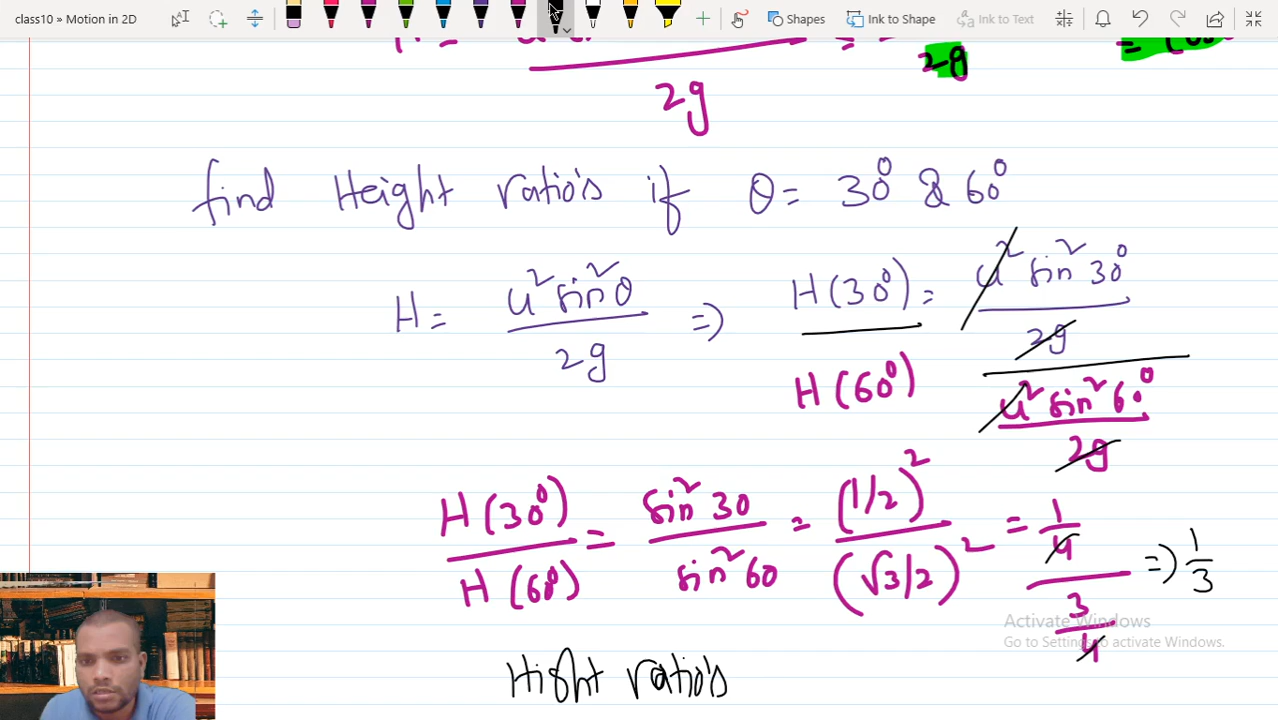 class10 » Motion in 2D Shapes Ink to Shape Ink to Text
H =
2g
2g
find Height ratio's if θ = 30° & 60°
H = u² sin² θ / 2g => H(30°) / H(60°) = (u² sin² 30° / 2g) / (u² sin² 60° / 2g)
H(30°) / H(60°) = sin² 30 / sin² 60 = (1/2)² / (√3/2)² = (1/4) / (3/4) => 1/3
Activate Windows
Go to Settings to activate Windows.
Hight ratio's